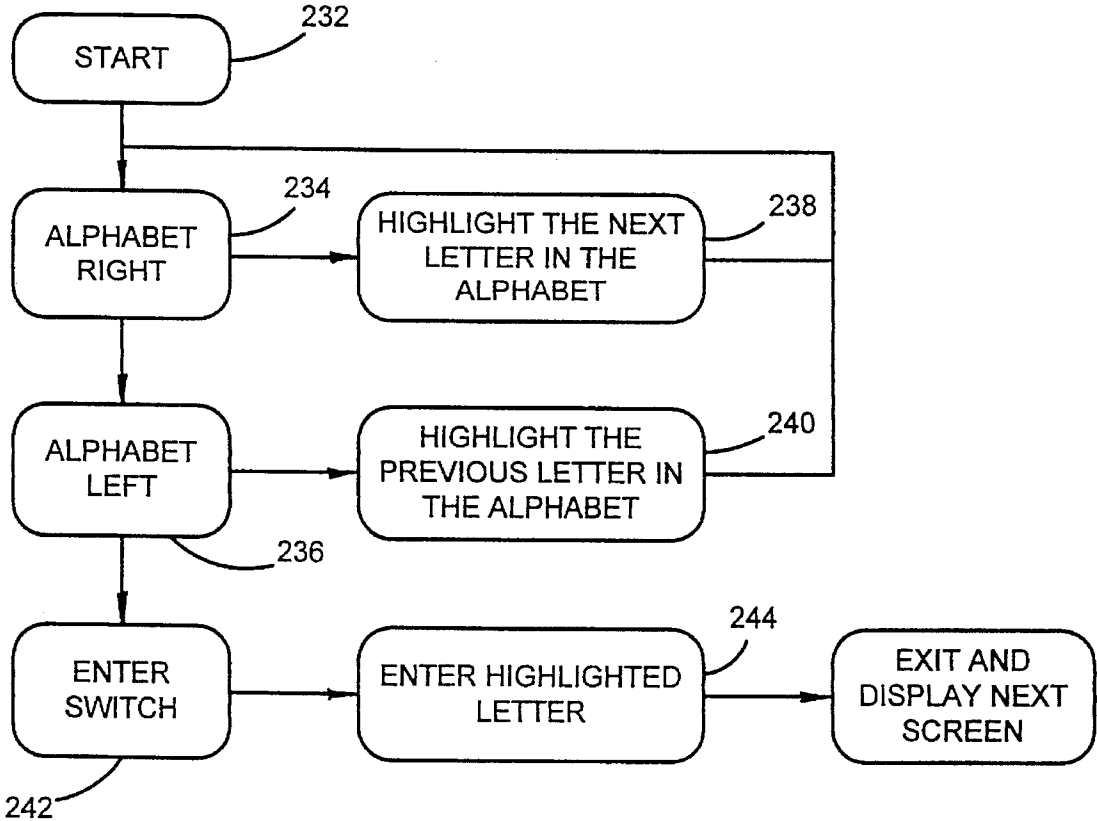 232
START
234
ALPHABET
RIGHT
HIGHLIGHT THE NEXT
LETTER IN THE
ALPHABET
238
ALPHABET
LEFT
236
HIGHLIGHT THE
PREVIOUS LETTER IN
THE ALPHABET
240
ENTER
SWITCH
242
ENTER HIGHLIGHTED
LETTER
244
EXIT AND
DISPLAY NEXT
SCREEN